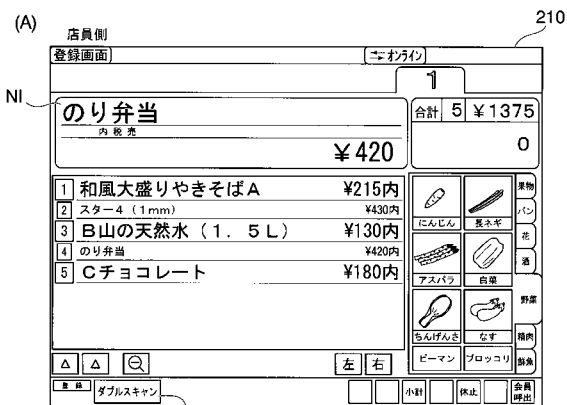 (A)
店員側
210
登録画面
オンライン
1
NI
のり弁当
内税売
¥420
合計 5 ¥1375
0
1 和風大盛りやきそばA ¥215内
2 スター4 (1mm) ¥430内
3 B山の天然水(1.5L) ¥130内
4 のり弁当 ¥420内
5 Cチョコレート ¥180内
にんじん
長ネギ
アスパラ
白菜
ちんげんさ
なす
ピーマン
ブロッコリ
果物
パン
花
酒
野菜
精肉
鮮魚
左
右
登録
ダブルスキャン
小計
休止
会員呼出